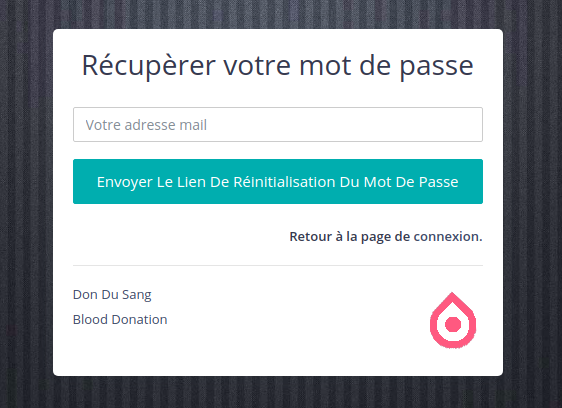 Récupèrer votre mot de passe
Votre adresse mail
Envoyer Le Lien De Réinitialisation Du Mot De Passe
Retour à la page de connexion.
Don Du Sang
Blood Donation